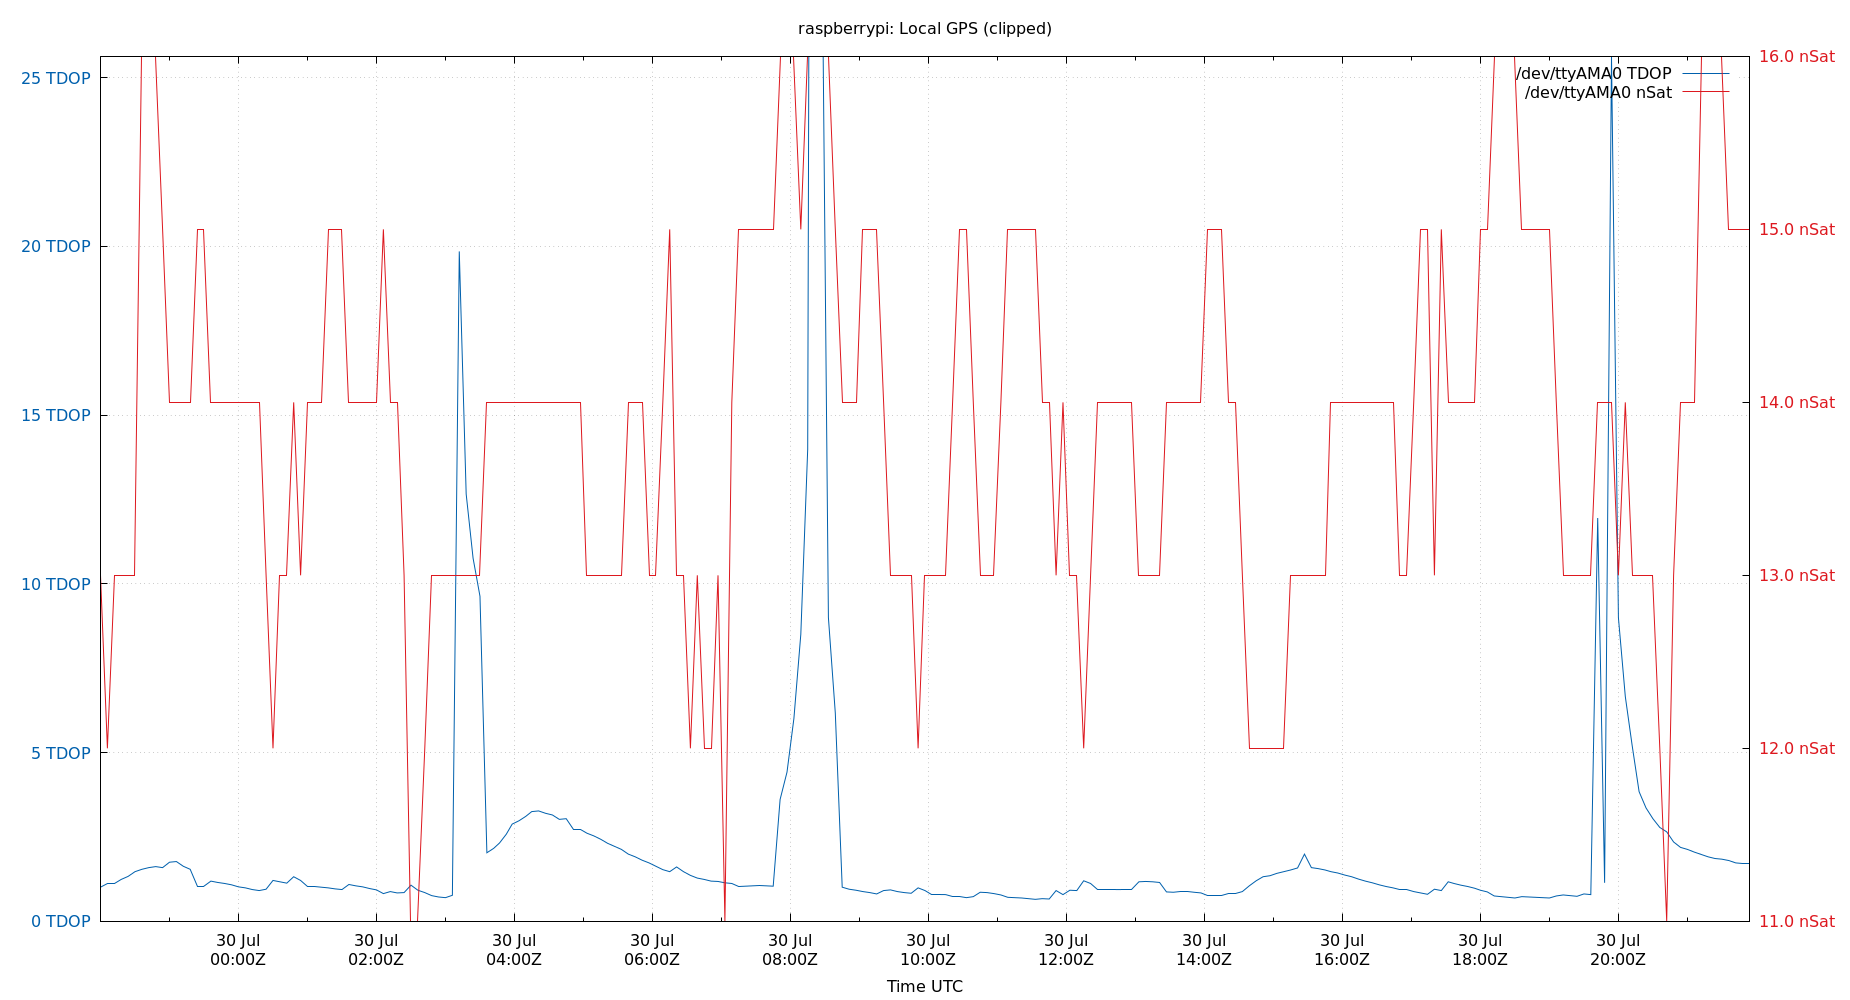 raspberrypi: Local GPS (clipped)
25 TDOP
20 TDOP
15 TDOP
10 TDOP
5 TDOP
0 TDOP
16.0 nSat
15.0 nSat
14.0 nSat
13.0 nSat
12.0 nSat
11.0 nSat
/dev/ttyAMA0 TDOP
/dev/ttyAMA0 nSat
30 Jul 30 Jul 30 Jul 30 Jul 30 Jul 30 Jul 30 Jul 30 Jul 30 Jul 30 Jul 30 Jul
00:00Z 02:00Z 04:00Z 06:00Z 08:00Z 10:00Z 12:00Z 14:00Z 16:00Z 18:00Z 20:00Z
Time UTC